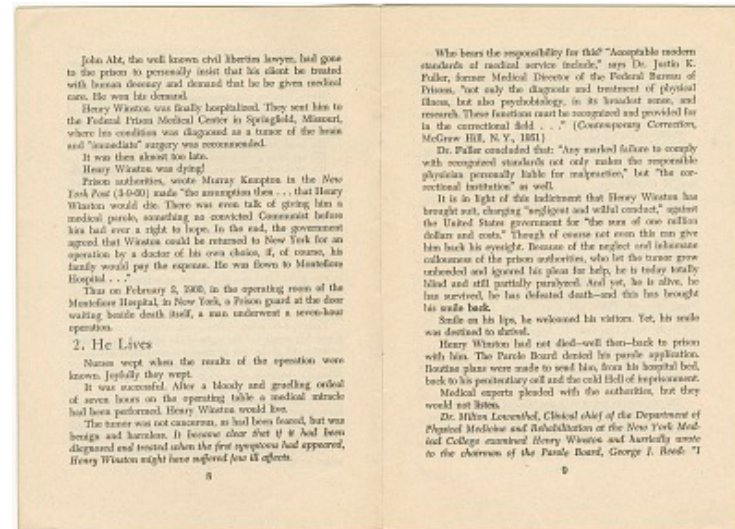 John Abt, the well known civil liberties lawyer, had gone
to the prison to personally insist that his client be treated
with human decency and demand that he be given medical
care. He won his demand.
Henry Winston was finally hospitalized. They sent him to
the Federal Prison Medical Center in Springfield, Missouri,
where his condition was diagnosed as a tumor of the brain
and "immediate" surgery was recommended.
It was then almost too late.
Henry Winston was dying!
Prison authorities, wrote Murray Kempton in the New
York Post (3-9-60) made "the assumption then . . . that Henry
Winston would die. There was even talk of giving him a
medical parole, something no convicted Communist before
him had ever a right to hope. In the end, the government
agreed that Winston could be returned to New York for an
operation by a doctor of his own choice, if, of course, his
family would pay the expense. He was flown to Montefiore
Hospital . . ."
Thus on February 2, 1960, in the operating room of the
Montefiore Hospital, in New York, a Prison guard at the door
waiting beside death itself, a man underwent a seven-hour
operation.
2. He Lives
Nurses wept when the results of the operation were
known. Joyfully they wept.
It was successful. After a bloody and gruelling ordeal
of seven hours on the operating table a medical miracle
had been performed. Henry Winston would live.
The tumor was not cancerous, as had been feared, but was
benign and harmless. It became clear that if it had been
diagnosed and treated when the first symptoms had appeared,
Henry Winston might have suffered few ill affects.
8
Who bears the responsibility for this? "Acceptable modern
standards of medical service include," says Dr. Justin K.
Fuller, former Medical Director of the Federal Bureau of
Prisons, "not only the diagnosis and treatment of physical
illness, but also psychobiology, in its broadest sense, and
research. These functions must be recognized and provided for
in the correctional field . . ." (Contemporary Correction,
McGraw Hill, N. Y., 1951)
Dr. Fuller concluded that: "Any marked failure to comply
with recognized standards not only makes the responsible
physician personally liable for malpractice," but "the cor-
rectional institution" as well.
It is in light of this indictment that Henry Winston has
brought suit, charging "negligent and willful conduct," against
the United States government for "the sum of one million
dollars and costs." Though of course not even this can give
him back his eyesight. Because of the neglect and inhumane
callousness of the prison authorities, who let the tumor grow
unheeded and ignored his pleas for help, he is today totally
blind and still partially paralyzed. And yet, he is alive, he
has survived, he has defeated death—and this has brought
his smile back.
Smile on his lips, he welcomed his visitors. Yet, his smile
was destined to shrivel.
Henry Winston had not died—well then—back to prison
with him. The Parole Board denied his parole application.
Routine plans were made to send him, from his hospital bed,
back to his penitentiary cell and the cold Hell of imprisonment.
Medical experts pleaded with the authorities, but they
would not listen.
Dr. Milton Lowenthal, Clinical chief of the Department of
Physical Medicine and Rehabilitation at the New York Med-
ical College examined Henry Winston and hurriedly wrote
to the chairman of the Parole Board, George J. Reed: "I
9